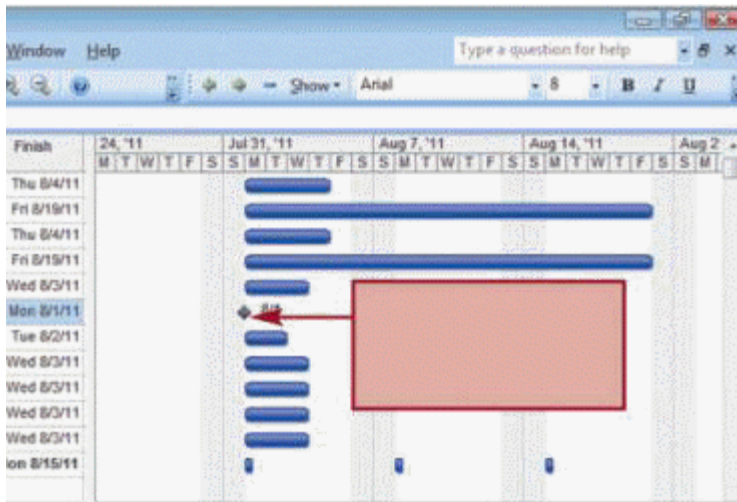 Window Help Type a question for help
Show Arial 8 B I U
Finish 24, '11 Jul 31, '11 Aug 7, '11 Aug 14, '11 Aug 2
M T W T F S S M T W T F S S M T W T F S S M T W T F S S M
Thu 8/4/11
Fri 8/19/11
Thu 8/4/11
Fri 8/19/11
Wed 8/3/11
Mon 8/1/11
Tue 8/2/11
Wed 8/3/11
Wed 8/3/11
Wed 8/3/11
Wed 8/3/11
on 8/15/11